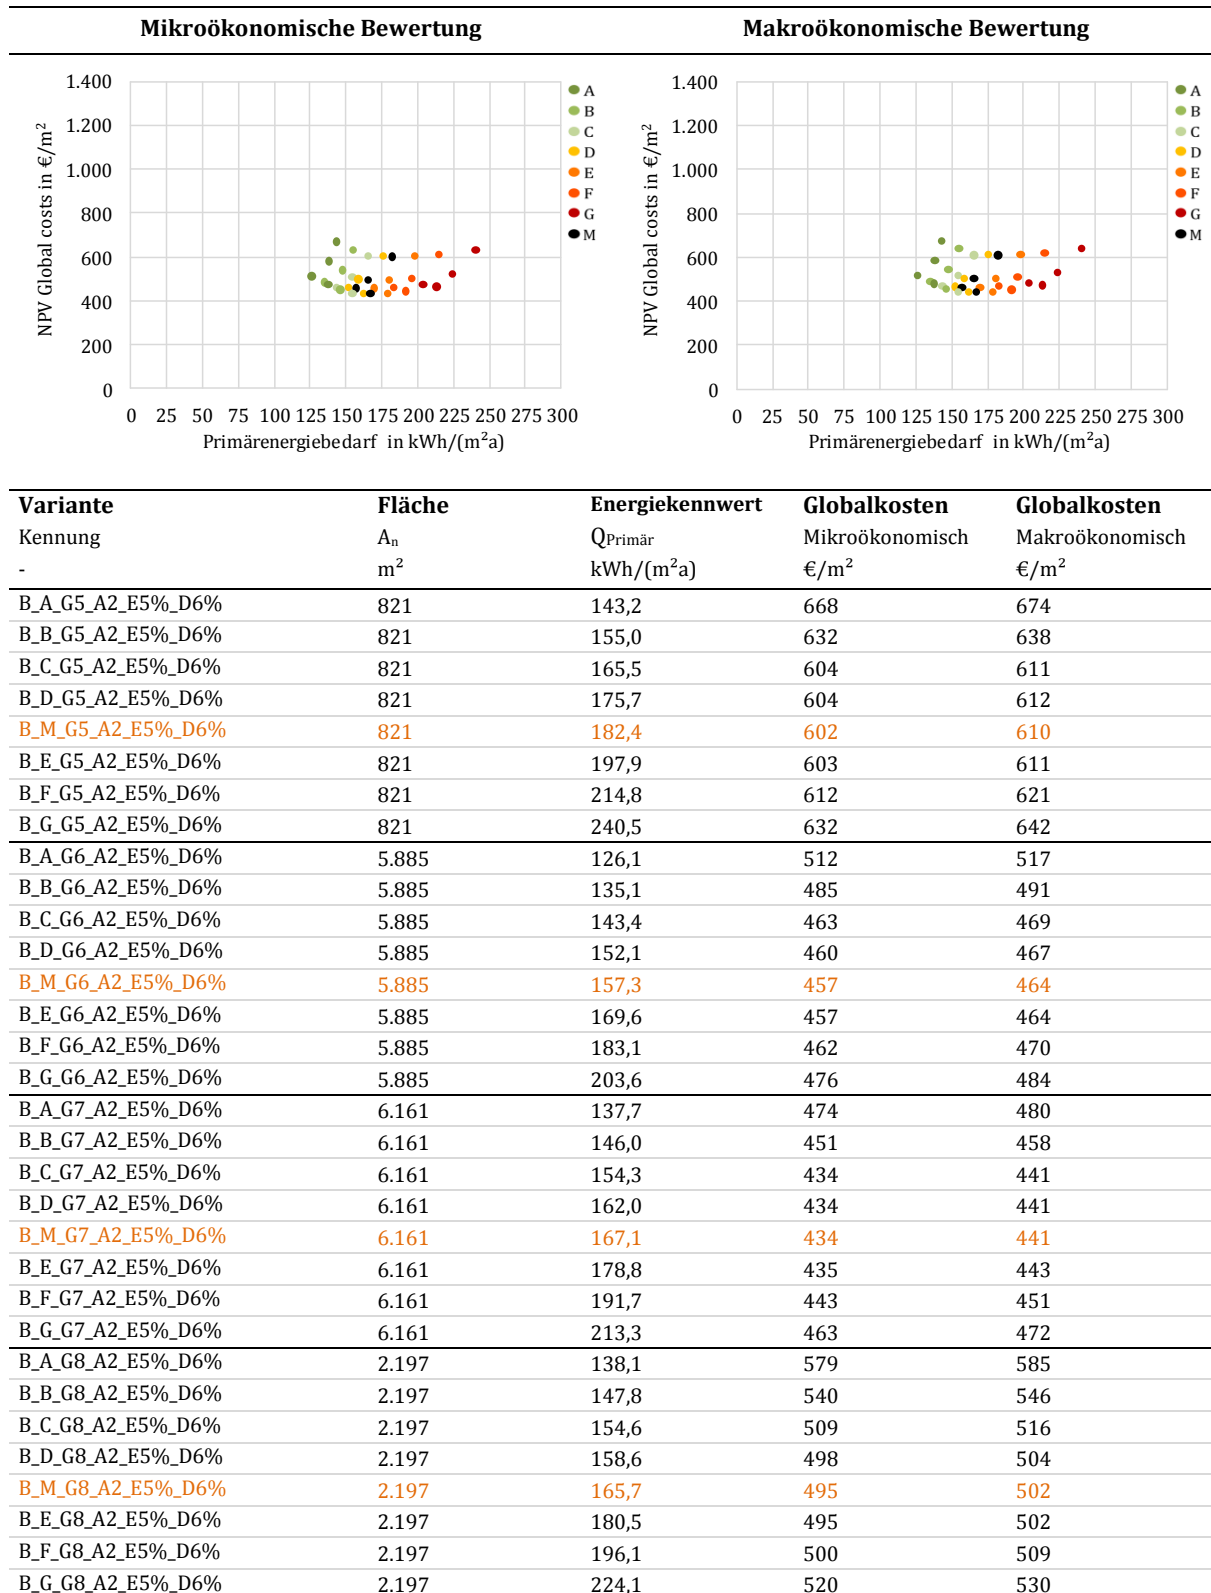 Mikroökonomische Bewertung Makroökonomische Bewertung
NPV Global costs in €/m²
1.400
1.200
1.000
800
600
400
200
0
0 25 50 75 100 125 150 175 200 225 250 275 300
Primärenergiebedarf in kWh/(m²a)
A
B
C
D
E
F
G
M
NPV Global costs in €/m²
1.400
1.200
1.000
800
600
400
200
0
0 25 50 75 100 125 150 175 200 225 250 275 300
Primärenergiebedarf in kWh/(m²a)
A
B
C
D
E
F
G
M
Variante Fläche Energiekennwert Globalkosten Globalkosten
Kennung Aₙ QPrimär Mikroökonomisch Makroökonomisch
- m² kWh/(m²a) €/m² €/m²
B_A_G5_A2_E5%_D6% 821 143,2 668 674
B_B_G5_A2_E5%_D6% 821 155,0 632 638
B_C_G5_A2_E5%_D6% 821 165,5 604 611
B_D_G5_A2_E5%_D6% 821 175,7 604 612
B_M_G5_A2_E5%_D6% 821 182,4 602 610
B_E_G5_A2_E5%_D6% 821 197,9 603 611
B_F_G5_A2_E5%_D6% 821 214,8 612 621
B_G_G5_A2_E5%_D6% 821 240,5 632 642
B_A_G6_A2_E5%_D6% 5.885 126,1 512 517
B_B_G6_A2_E5%_D6% 5.885 135,1 485 491
B_C_G6_A2_E5%_D6% 5.885 143,4 463 469
B_D_G6_A2_E5%_D6% 5.885 152,1 460 467
B_M_G6_A2_E5%_D6% 5.885 157,3 457 464
B_E_G6_A2_E5%_D6% 5.885 169,6 457 464
B_F_G6_A2_E5%_D6% 5.885 183,1 462 470
B_G_G6_A2_E5%_D6% 5.885 203,6 476 484
B_A_G7_A2_E5%_D6% 6.161 137,7 474 480
B_B_G7_A2_E5%_D6% 6.161 146,0 451 458
B_C_G7_A2_E5%_D6% 6.161 154,3 434 441
B_D_G7_A2_E5%_D6% 6.161 162,0 434 441
B_M_G7_A2_E5%_D6% 6.161 167,1 434 441
B_E_G7_A2_E5%_D6% 6.161 178,8 435 443
B_F_G7_A2_E5%_D6% 6.161 191,7 443 451
B_G_G7_A2_E5%_D6% 6.161 213,3 463 472
B_A_G8_A2_E5%_D6% 2.197 138,1 579 585
B_B_G8_A2_E5%_D6% 2.197 147,8 540 546
B_C_G8_A2_E5%_D6% 2.197 154,6 509 516
B_D_G8_A2_E5%_D6% 2.197 158,6 498 504
B_M_G8_A2_E5%_D6% 2.197 165,7 495 502
B_E_G8_A2_E5%_D6% 2.197 180,5 495 502
B_F_G8_A2_E5%_D6% 2.197 196,1 500 509
B_G_G8_A2_E5%_D6% 2.197 224,1 520 530